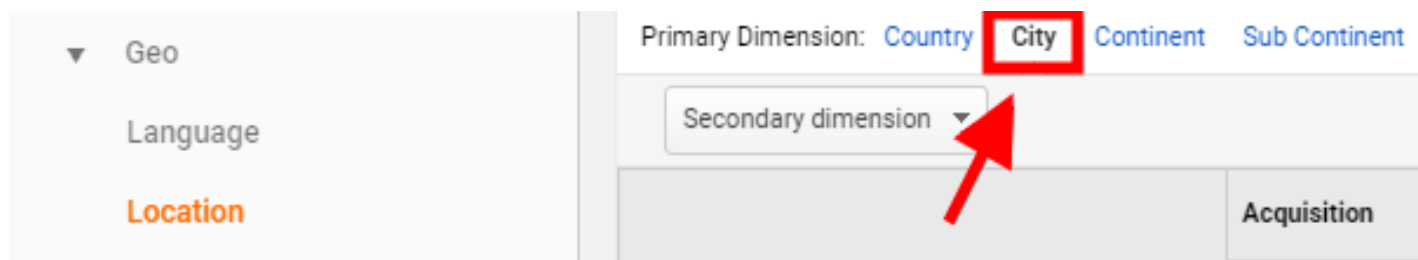 Geo
Language
Location
Primary Dimension: Country City Continent Sub Continent
Secondary dimension
Acquisition